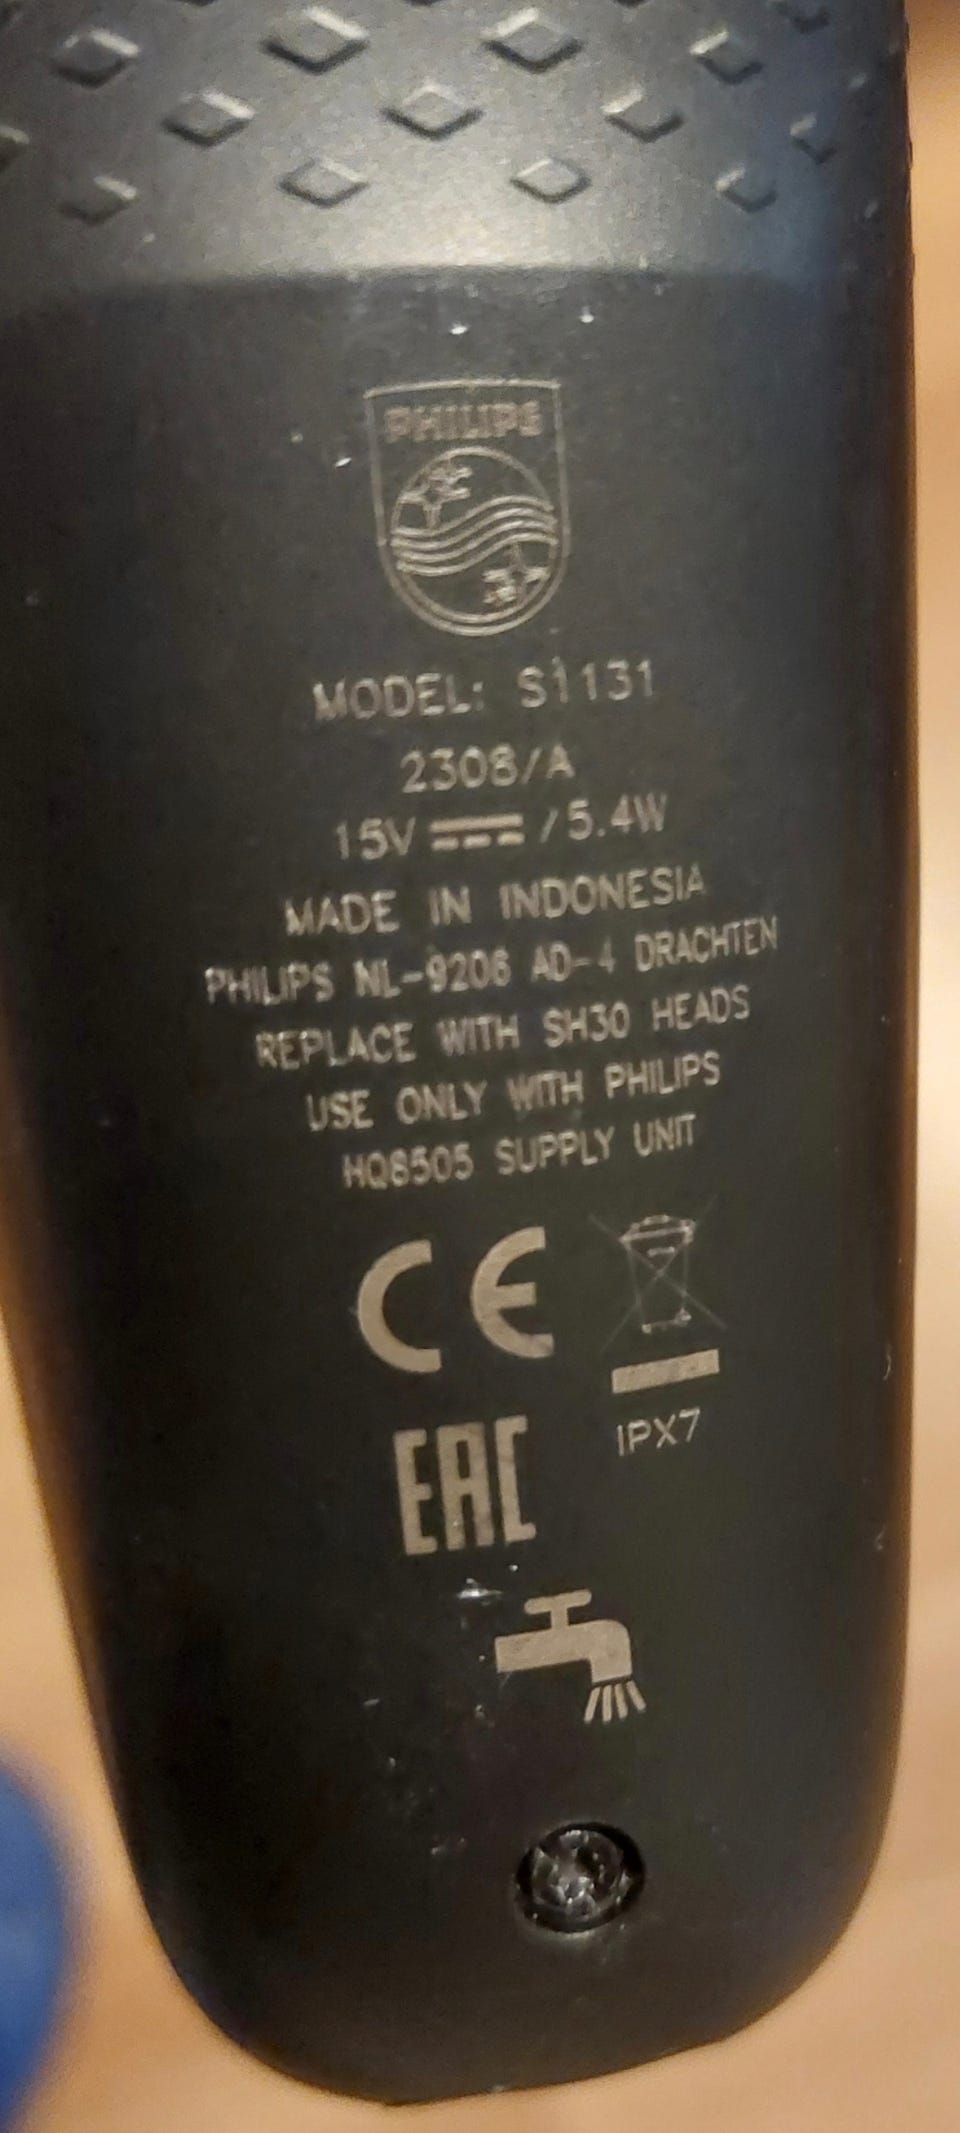 PHILIPS
MODEL: S1131
2308/A
15V ⎓ /5.4W
MADE IN INDONESIA
PHILIPS NL-9206 AD-4 DRACHTEN
REPLACE WITH SH30 HEADS
USE ONLY WITH PHILIPS
HQ8505 SUPPLY UNIT
CE
IPX7
EAC